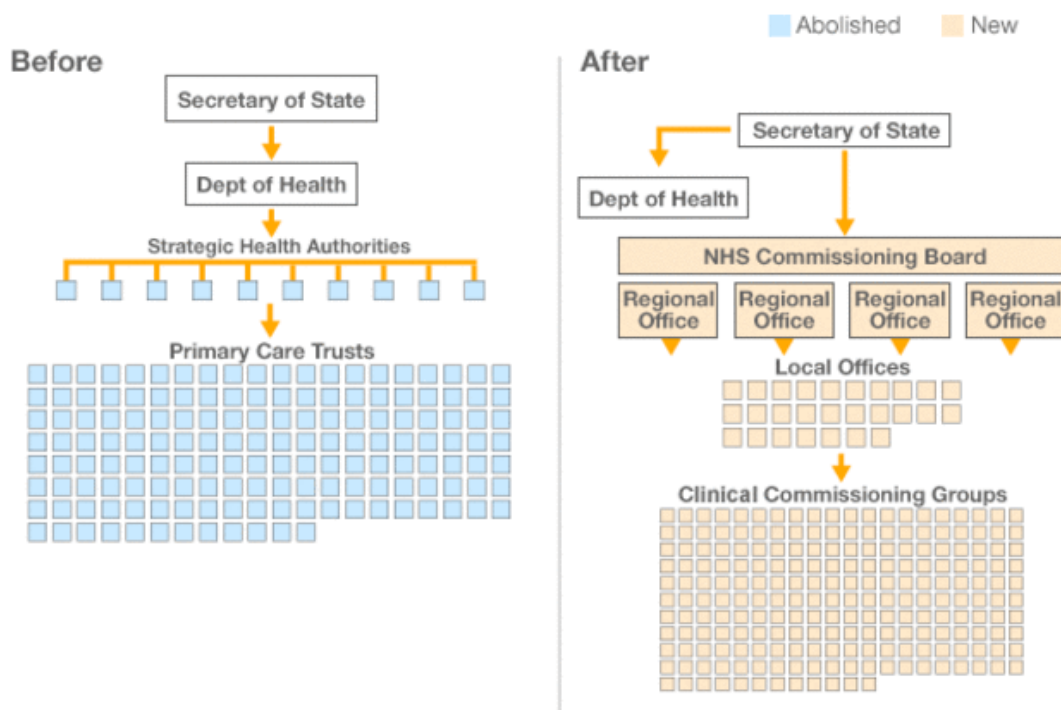 Abolished
New
Before
Secretary of State
Dept of Health
Strategic Health Authorities
Primary Care Trusts
After
Secretary of State
Dept of Health
NHS Commissioning Board
Regional
Office
Regional
Office
Regional
Office
Regional
Office
Local Offices
Clinical Commissioning Groups